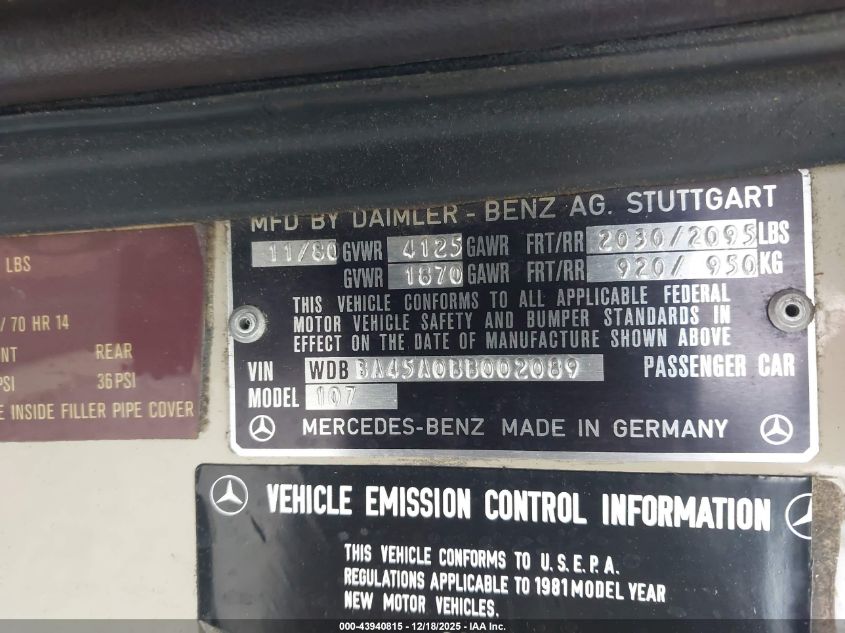 MFD BY DAIMLER - BENZ AG. STUTTGART
11/80 GVWR 4125 GAWR FRT/RR 2030/2095 LBS
GVWR 1870 GAWR FRT/RR 920/ 950 KG
THIS VEHICLE CONFORMS TO ALL APPLICABLE FEDERAL
MOTOR VEHICLE SAFETY AND BUMPER STANDARDS IN
EFFECT ON THE DATE OF MANUFACTURE SHOWN ABOVE
VIN WDB BA45A0BB002089 PASSENGER CAR
MODEL 107
MERCEDES-BENZ MADE IN GERMANY
LBS
/ 70 HR 14
NT REAR
PSI 36 PSI
E INSIDE FILLER PIPE COVER
VEHICLE EMISSION CONTROL INFORMATION
THIS VEHICLE CONFORMS TO U.S.E.P.A.
REGULATIONS APPLICABLE TO 1981 MODEL YEAR
NEW MOTOR VEHICLES.
000-43940815 - 12/18/2025 - IAA Inc.